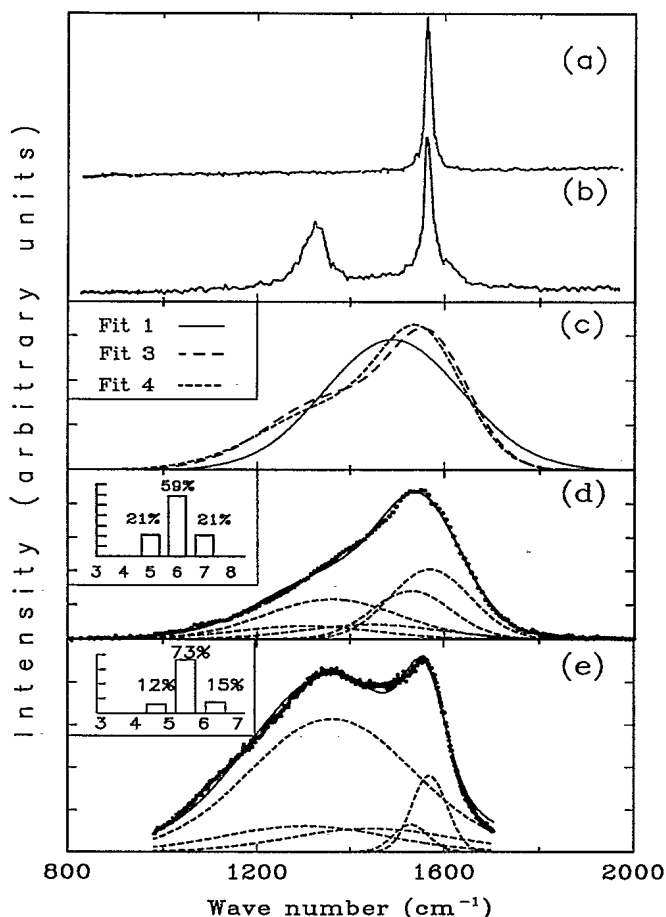 Intensity (arbitrary units)
(a)
(b)
(c)
Fit 1
Fit 3
Fit 4
(d)
59%
21% 21%
3 4 5 6 7 8
(e)
73%
12% 15%
3 4 5 6 7
800 1200 1600 2000
Wave number (cm⁻¹)